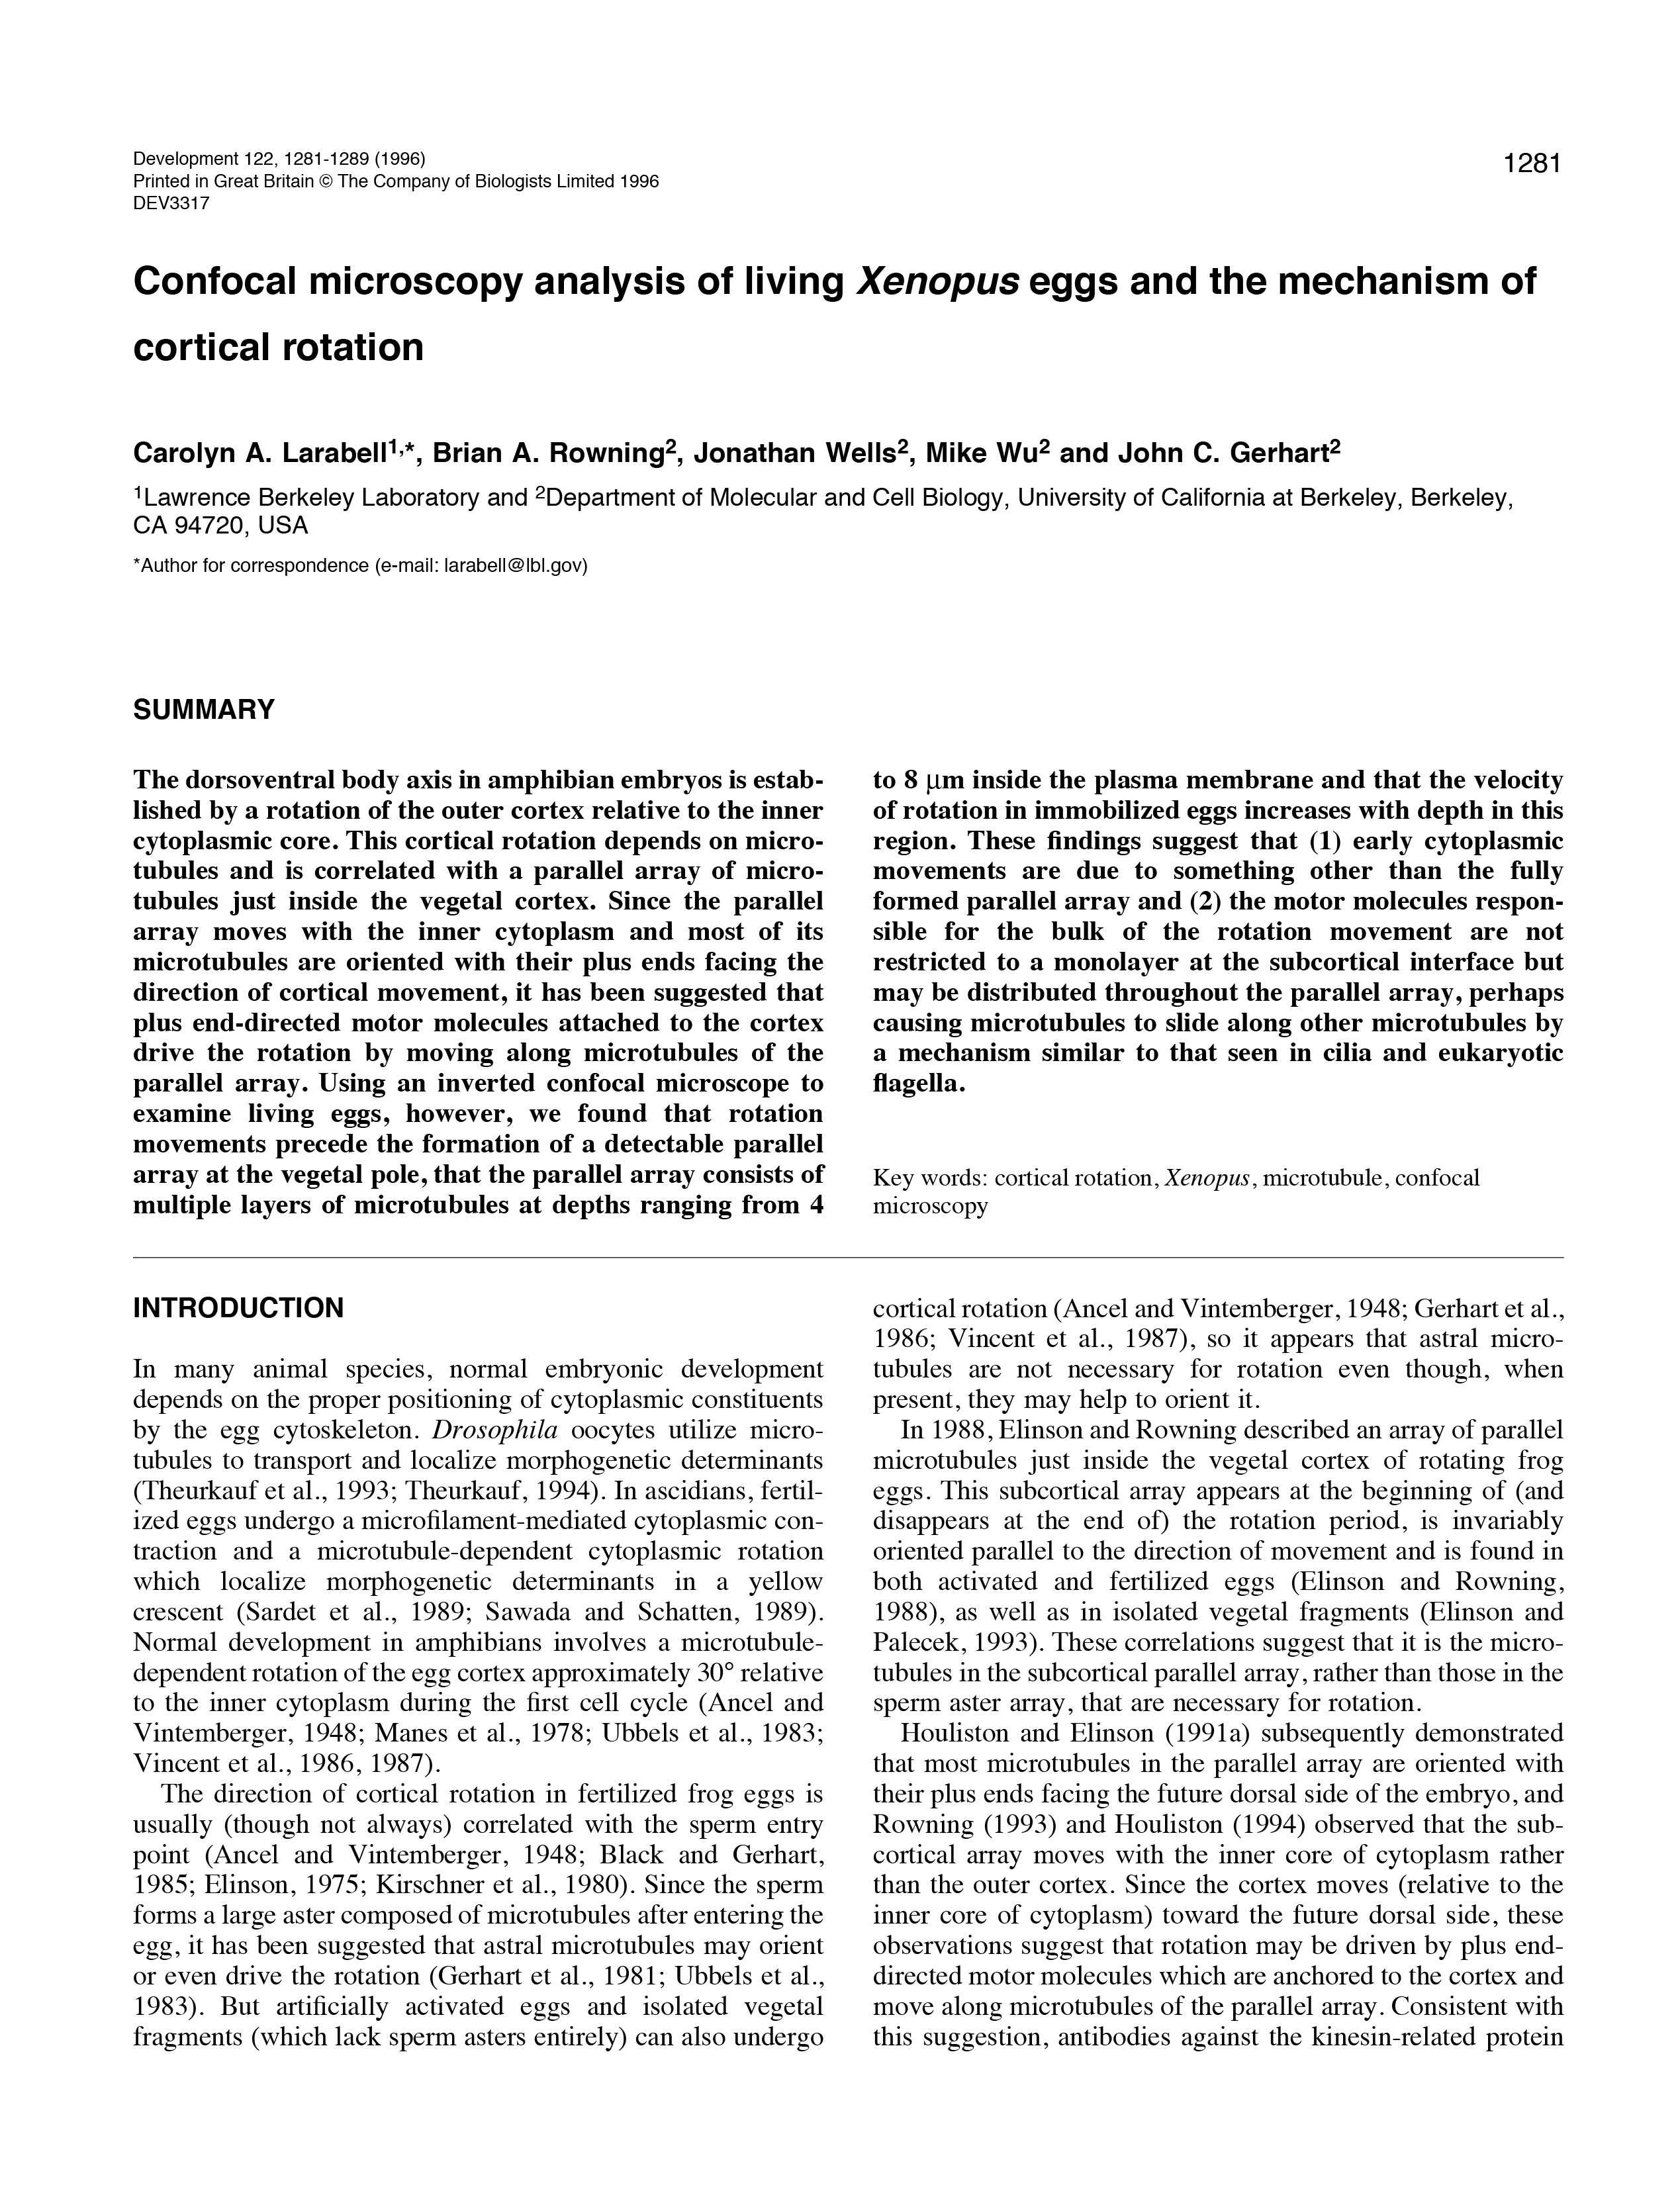 Development 122, 1281-1289 (1996)
Printed in Great Britain © The Company of Biologists Limited 1996
DEV3317
1281
Confocal microscopy analysis of living Xenopus eggs and the mechanism of
cortical rotation
Carolyn A. Larabell1,*, Brian A. Rowning2, Jonathan Wells2, Mike Wu2 and John C. Gerhart2
1Lawrence Berkeley Laboratory and 2Department of Molecular and Cell Biology, University of California at Berkeley, Berkeley,
CA 94720, USA
*Author for correspondence (e-mail: larabell@lbl.gov)
SUMMARY
The dorsoventral body axis in amphibian embryos is estab-
lished by a rotation of the outer cortex relative to the inner
cytoplasmic core. This cortical rotation depends on micro-
tubules and is correlated with a parallel array of micro-
tubules just inside the vegetal cortex. Since the parallel
array moves with the inner cytoplasm and most of its
microtubules are oriented with their plus ends facing the
direction of cortical movement, it has been suggested that
plus end-directed motor molecules attached to the cortex
drive the rotation by moving along microtubules of the
parallel array. Using an inverted confocal microscope to
examine living eggs, however, we found that rotation
movements precede the formation of a detectable parallel
array at the vegetal pole, that the parallel array consists of
multiple layers of microtubules at depths ranging from 4
to 8 µm inside the plasma membrane and that the velocity
of rotation in immobilized eggs increases with depth in this
region. These findings suggest that (1) early cytoplasmic
movements are due to something other than the fully
formed parallel array and (2) the motor molecules respon-
sible for the bulk of the rotation movement are not
restricted to a monolayer at the subcortical interface but
may be distributed throughout the parallel array, perhaps
causing microtubules to slide along other microtubules by
a mechanism similar to that seen in cilia and eukaryotic
flagella.
Key words: cortical rotation, Xenopus, microtubule, confocal
microscopy
INTRODUCTION
In many animal species, normal embryonic development
depends on the proper positioning of cytoplasmic constituents
by the egg cytoskeleton. Drosophila oocytes utilize micro-
tubules to transport and localize morphogenetic determinants
(Theurkauf et al., 1993; Theurkauf, 1994). In ascidians, fertil-
ized eggs undergo a microfilament-mediated cytoplasmic con-
traction and a microtubule-dependent cytoplasmic rotation
which localize morphogenetic determinants in a yellow
crescent (Sardet et al., 1989; Sawada and Schatten, 1989).
Normal development in amphibians involves a microtubule-
dependent rotation of the egg cortex approximately 30° relative
to the inner cytoplasm during the first cell cycle (Ancel and
Vintemberger, 1948; Manes et al., 1978; Ubbels et al., 1983;
Vincent et al., 1986, 1987).
The direction of cortical rotation in fertilized frog eggs is
usually (though not always) correlated with the sperm entry
point (Ancel and Vintemberger, 1948; Black and Gerhart,
1985; Elinson, 1975; Kirschner et al., 1980). Since the sperm
forms a large aster composed of microtubules after entering the
egg, it has been suggested that astral microtubules may orient
or even drive the rotation (Gerhart et al., 1981; Ubbels et al.,
1983). But artificially activated eggs and isolated vegetal
fragments (which lack sperm asters entirely) can also undergo
cortical rotation (Ancel and Vintemberger, 1948; Gerhart et al.,
1986; Vincent et al., 1987), so it appears that astral micro-
tubules are not necessary for rotation even though, when
present, they may help to orient it.
In 1988, Elinson and Rowning described an array of parallel
microtubules just inside the vegetal cortex of rotating frog
eggs. This subcortical array appears at the beginning of (and
disappears at the end of) the rotation period, is invariably
oriented parallel to the direction of movement and is found in
both activated and fertilized eggs (Elinson and Rowning,
1988), as well as in isolated vegetal fragments (Elinson and
Palecek, 1993). These correlations suggest that it is the micro-
tubules in the subcortical parallel array, rather than those in the
sperm aster array, that are necessary for rotation.
Houliston and Elinson (1991a) subsequently demonstrated
that most microtubules in the parallel array are oriented with
their plus ends facing the future dorsal side of the embryo, and
Rowning (1993) and Houliston (1994) observed that the sub-
cortical array moves with the inner core of cytoplasm rather
than the outer cortex. Since the cortex moves (relative to the
inner core of cytoplasm) toward the future dorsal side, these
observations suggest that rotation may be driven by plus end-
directed motor molecules which are anchored to the cortex and
move along microtubules of the parallel array. Consistent with
this suggestion, antibodies against the kinesin-related protein